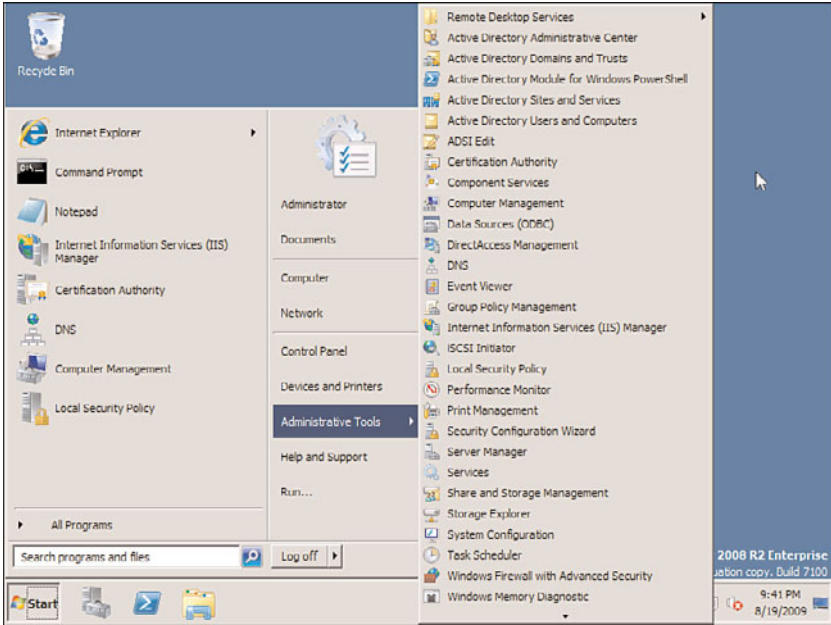 Recycle Bin
Internet Explorer
Command Prompt
Notepad
Internet Information Services (IIS)
Manager
Certification Authority
DNS
Computer Management
Local Security Policy
All Programs
Search programs and files
Administrator
Documents
Computer
Network
Control Panel
Devices and Printers
Administrative Tools
Help and Support
Run...
Log off
Remote Desktop Services
Active Directory Administrative Center
Active Directory Domains and Trusts
Active Directory Module for Windows PowerShell
Active Directory Sites and Services
Active Directory Users and Computers
ADSI Edit
Certification Authority
Component Services
Computer Management
Data Sources (ODBC)
DirectAccess Management
DNS
Event Viewer
Group Policy Management
Internet Information Services (IIS) Manager
iSCSI Initiator
Local Security Policy
Performance Monitor
Print Management
Security Configuration Wizard
Server Manager
Services
Share and Storage Management
Storage Explorer
System Configuration
Task Scheduler
Windows Firewall with Advanced Security
Windows Memory Diagnostic
2008 R2 Enterprise
uation copy. Build 7100
Start
9:41 PM
8/19/2009